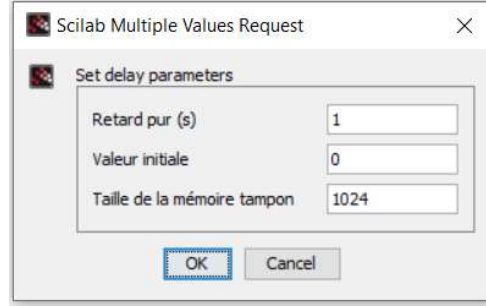 Scilab Multiple Values Request
Set delay parameters
Retard pur (s) 1
Valeur initiale 0
Taille de la mémoire tampon 1024
OK Cancel